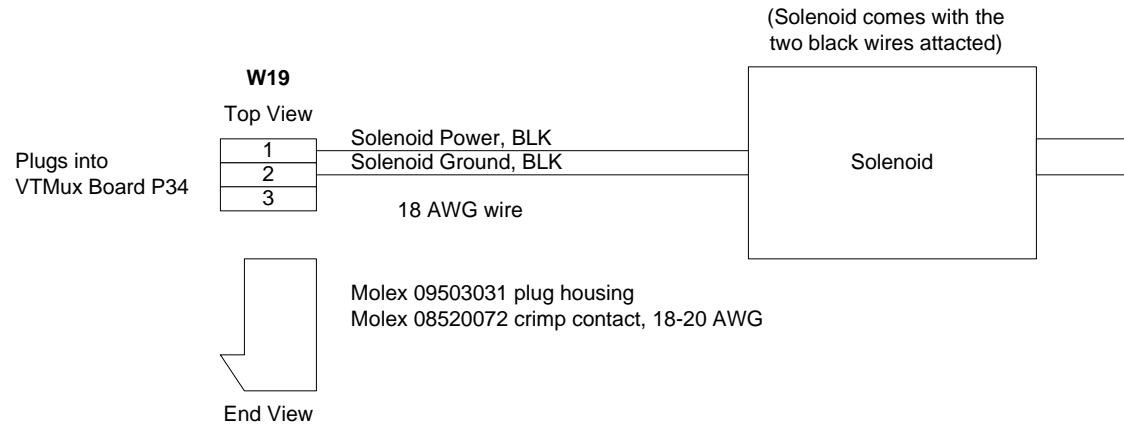 (Solenoid comes with the
two black wires attacted)
W19
Top View
Plugs into
VTMux Board P34
1
2
3
Solenoid Power, BLK
Solenoid Ground, BLK
18 AWG wire
Solenoid
Molex 09503031 plug housing
Molex 08520072 crimp contact, 18-20 AWG
End View